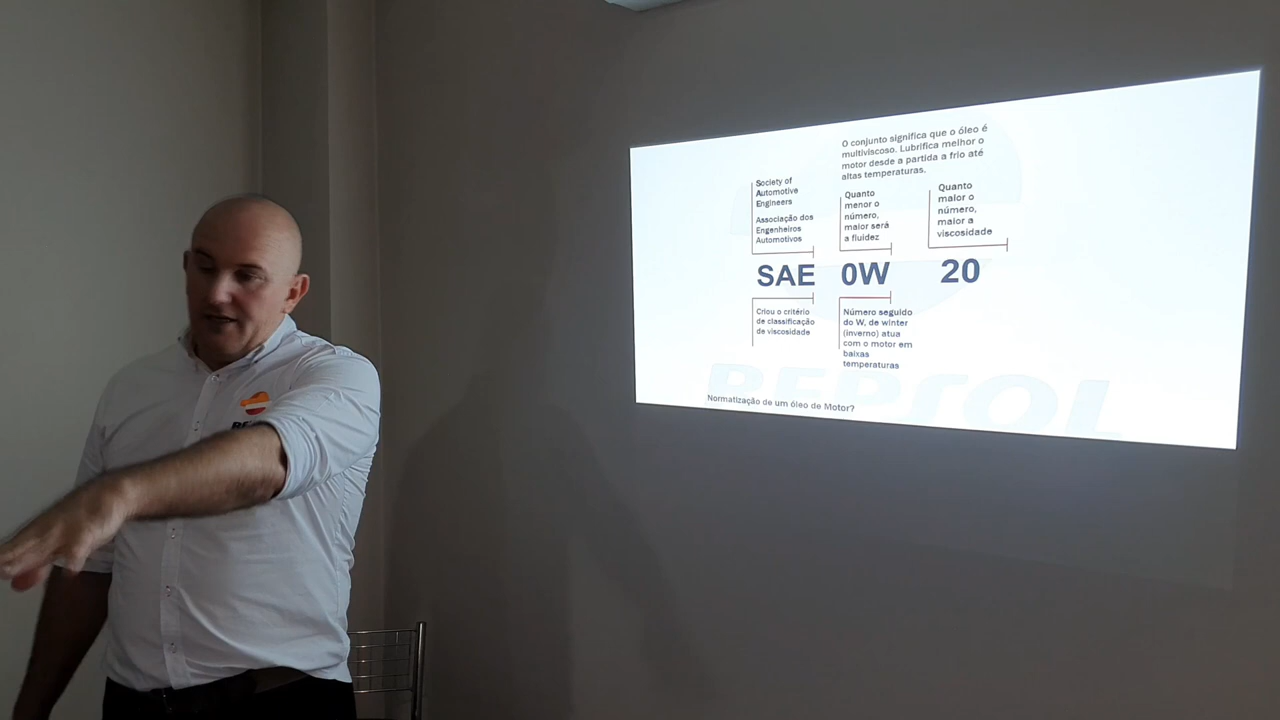 O conjunto significa que o óleo é
multiviscoso. Lubrifica melhor o
motor desde a partida a frio até
altas temperaturas.
Society of
Automotive
Engineers
Associação dos
Engenheiros
Automotivos
Quanto
menor o
número,
maior será
a fluidez
Quanto
maior o
número,
maior a
viscosidade
SAE 0W 20
Criou o critério
de classificação
de viscosidade
Número seguido
do W, de winter
(inverno) atua
com o motor em
baixas
temperaturas
REPSOL
Normatização de um óleo de Motor?